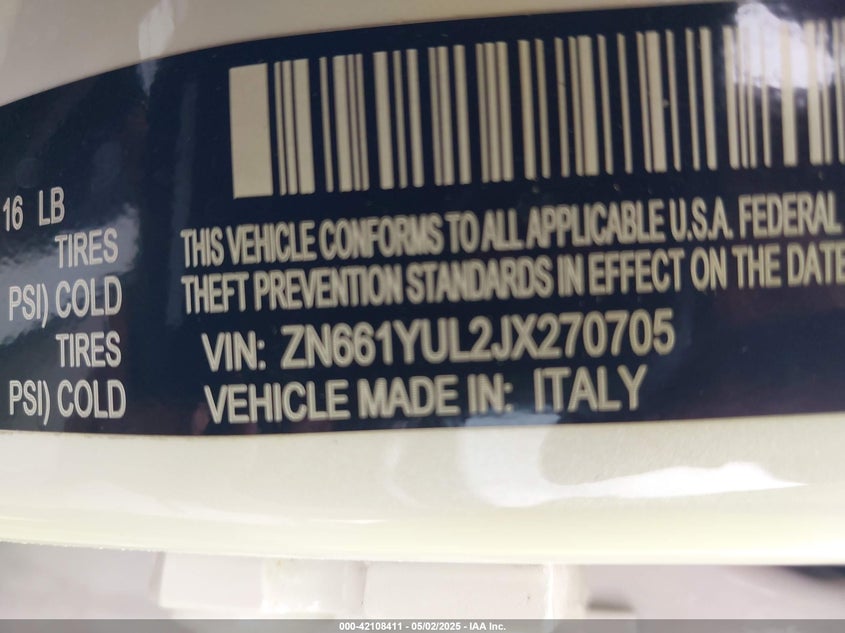 16 LB
TIRES
PSI) COLD
TIRES
PSI) COLD
THIS VEHICLE CONFORMS TO ALL APPLICABLE U.S.A. FEDERAL
THEFT PREVENTION STANDARDS IN EFFECT ON THE DATE
VIN: ZN661YUL2JX270705
VEHICLE MADE IN: ITALY
000-42108411 - 05/02/2025 - IAA Inc.